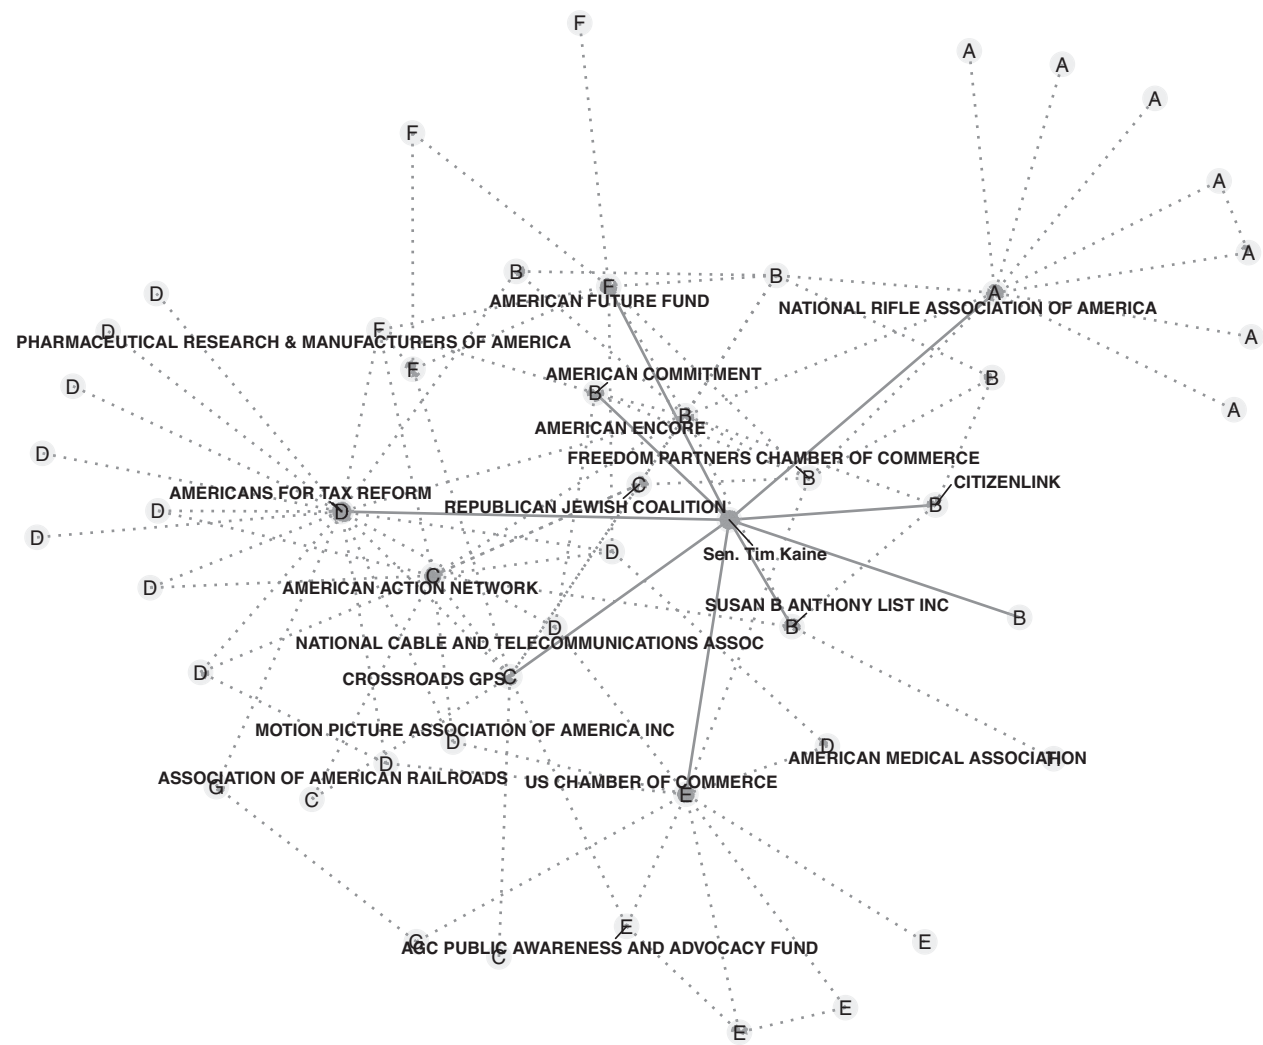 F
A
A
A
F
A
A
B
B
F
A
D
AMERICAN FUTURE FUND
NATIONAL RIFLE ASSOCIATION OF AMERICA
D
F
A
PHARMACEUTICAL RESEARCH & MANUFACTURERS OF AMERICA
F
AMERICAN COMMITMENT
B
D
B
A
B
AMERICAN ENCORE
D
FREEDOM PARTNERS CHAMBER OF COMMERCE
B
CITIZENLINK
C
AMERICANS FOR TAX REFORM
REPUBLICAN JEWISH COALITION
B
D
D
D
Sen. Tim Kaine
D
C
D
AMERICAN ACTION NETWORK
SUSAN B ANTHONY LIST INC
B
D
B
NATIONAL CABLE AND TELECOMMUNICATIONS ASSOC
D
CROSSROADS GPS
C
MOTION PICTURE ASSOCIATION OF AMERICA INC
D
D
AMERICAN MEDICAL ASSOCIATION
D
ASSOCIATION OF AMERICAN RAILROADS
US CHAMBER OF COMMERCE
G
C
E
E
E
AGC PUBLIC AWARENESS AND ADVOCACY FUND
C
E
E